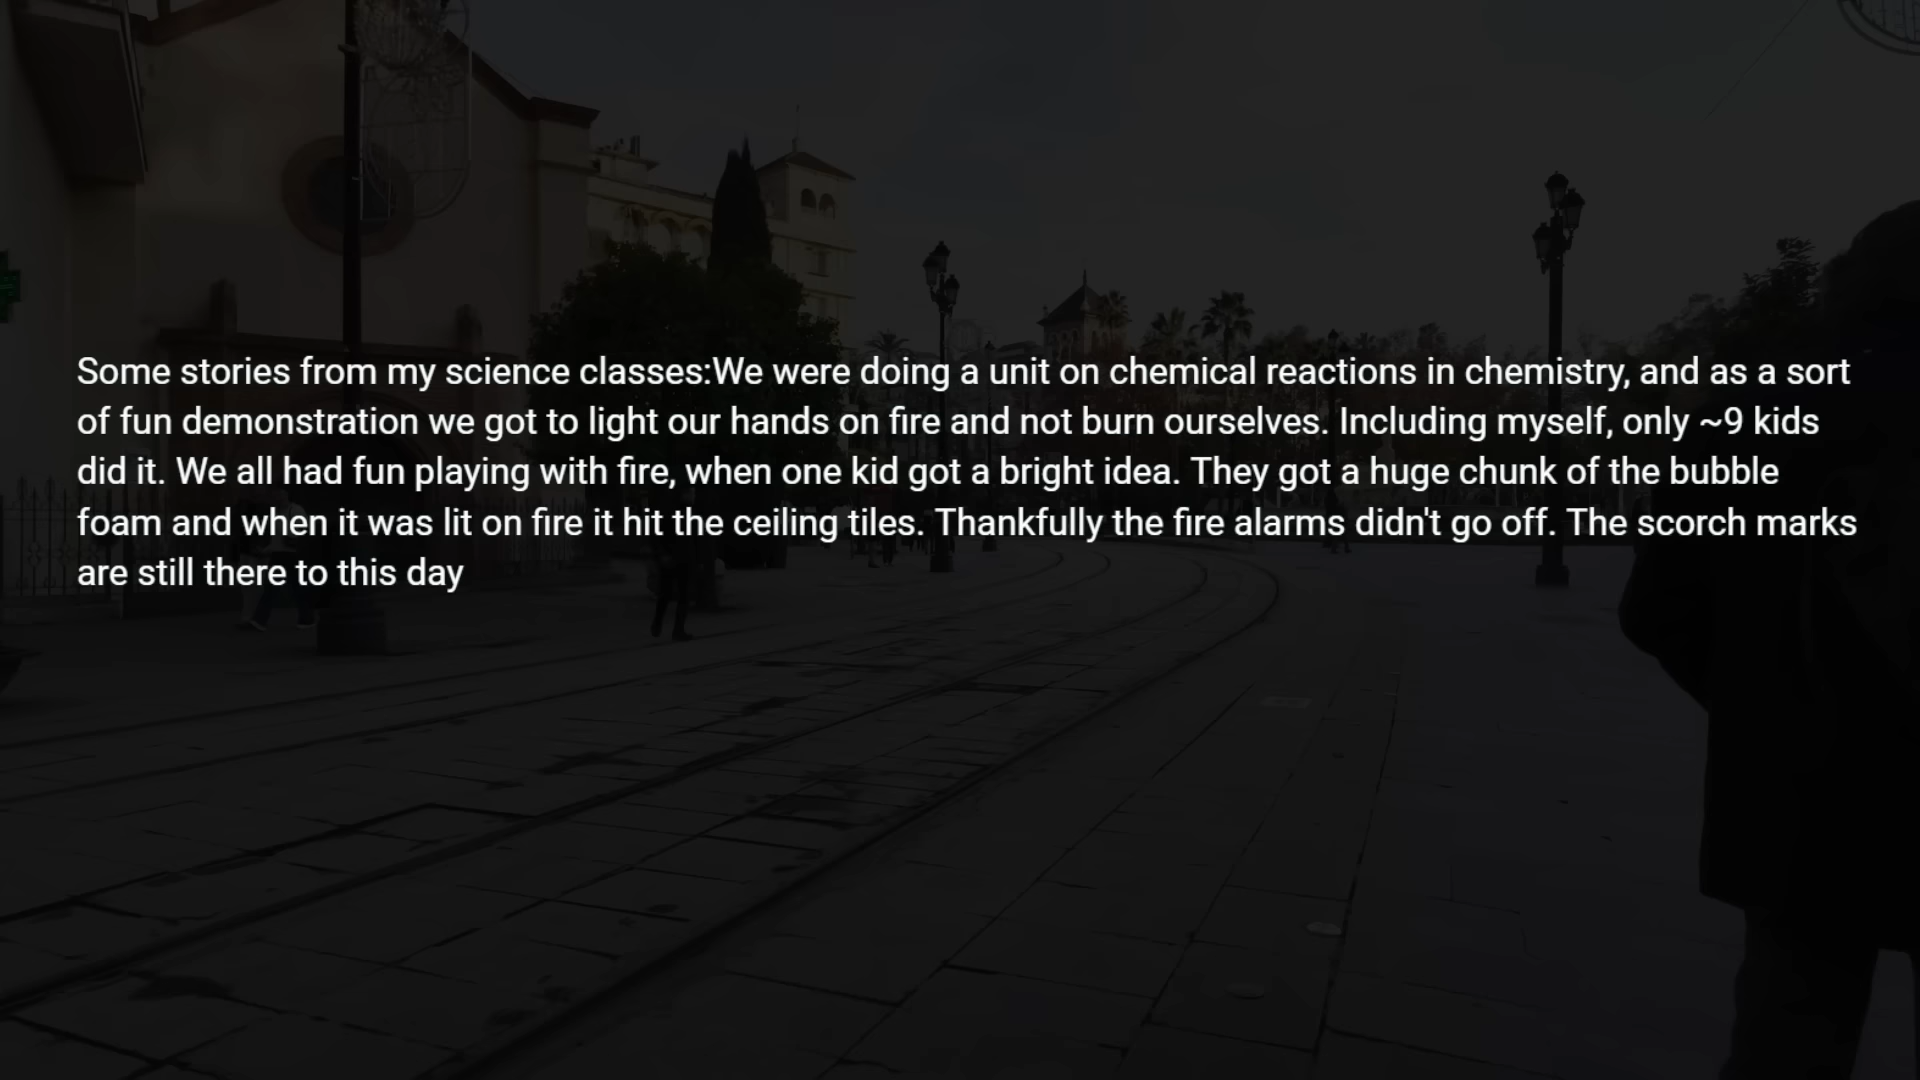 Some stories from my science classes:We were doing a unit on chemical reactions in chemistry, and as a sort
of fun demonstration we got to light our hands on fire and not burn ourselves. Including myself, only ~9 kids
did it. We all had fun playing with fire, when one kid got a bright idea. They got a huge chunk of the bubble
foam and when it was lit on fire it hit the ceiling tiles. Thankfully the fire alarms didn't go off. The scorch marks
are still there to this day